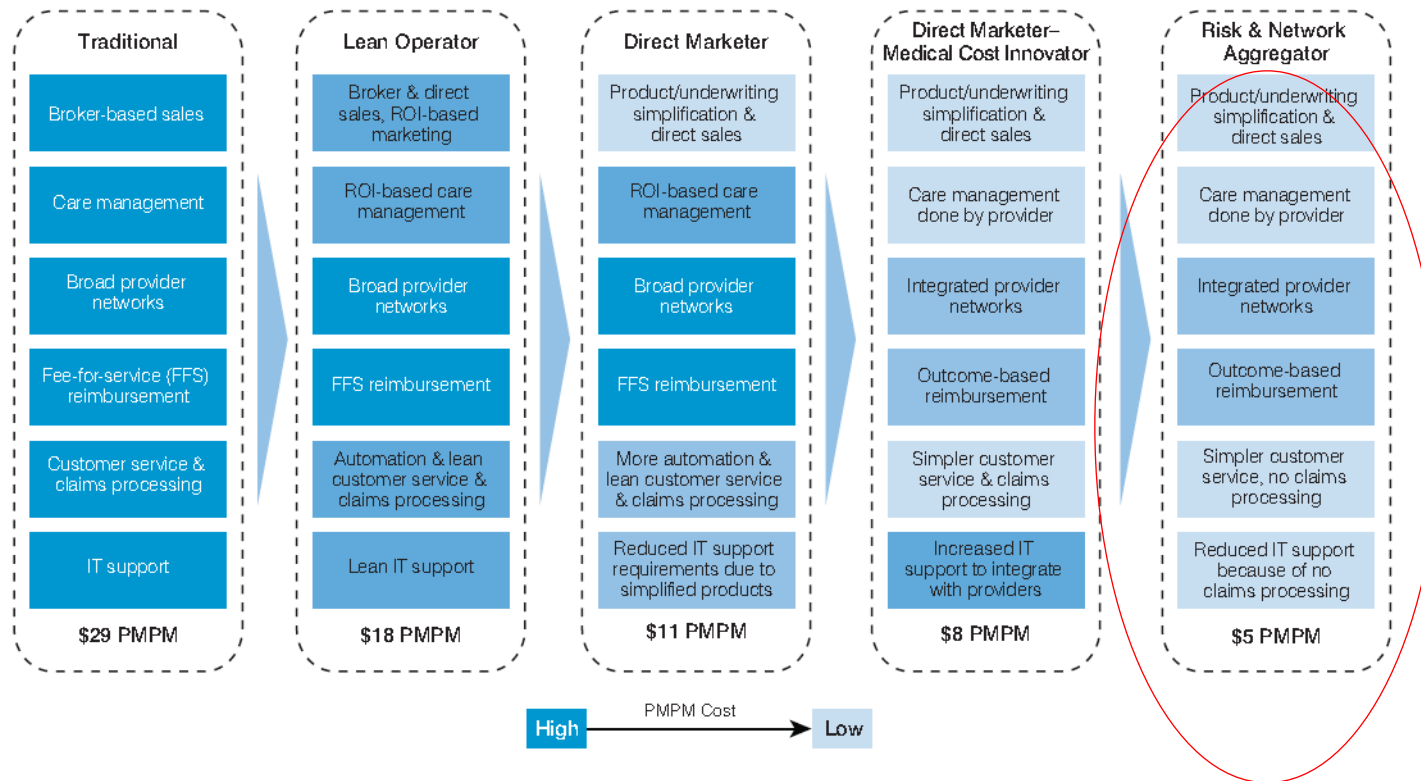 Traditional
Broker-based sales
Care management
Broad provider
networks
Fee-for-service (FFS)
reimbursement
Customer service &
claims processing
IT support
$29 PMPM
Lean Operator
Broker & direct
sales, ROI-based
marketing
ROI-based care
management
Broad provider
networks
FFS reimbursement
Automation & lean
customer service &
claims processing
Lean IT support
$18 PMPM
Direct Marketer
Product/underwriting
simplification &
direct sales
ROI-based care
management
Broad provider
networks
FFS reimbursement
More automation &
lean customer service
& claims processing
Reduced IT support
requirements due to
simplified products
$11 PMPM
Direct Marketer–
Medical Cost Innovator
Product/underwriting
simplification &
direct sales
Care management
done by provider
Integrated provider
networks
Outcome-based
reimbursement
Simpler customer
service & claims
processing
Increased IT
support to integrate
with providers
$8 PMPM
Risk & Network
Aggregator
Product/underwriting
simplification &
direct sales
Care management
done by provider
Integrated provider
networks
Outcome-based
reimbursement
Simpler customer
service, no claims
processing
Reduced IT support
because of no
claims processing
$5 PMPM
High
PMPM Cost
Low